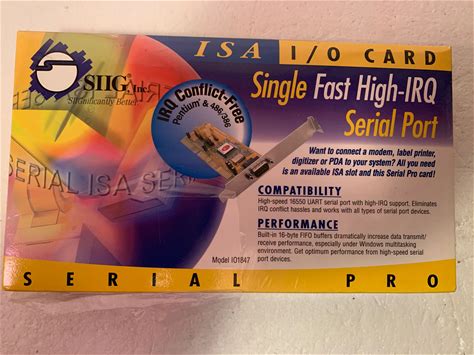 ISA I/O CARD
SIIG, Inc.
SIIGnificantly Better.
Single Fast High-IRQ
Serial Port
IRQ Conflict-Free
Pentium & 486/386
Want to connect a modem, label printer,
digitizer or PDA to your system? All you need
is an available ISA slot and this Serial Pro card!
SERIAL ISA SERI
COMPATIBILITY
High-speed 16550 UART serial port with high-IRQ support. Eliminates
IRQ conflict hassles and works with all types of serial port devices.
PERFORMANCE
Built-in 16-byte FIFO buffers dramatically increase data transmit/
receive performance, especially under Windows multitasking
environment. Get optimum performance from high-speed serial
port devices.
Model IO1847
SERIAL PRO